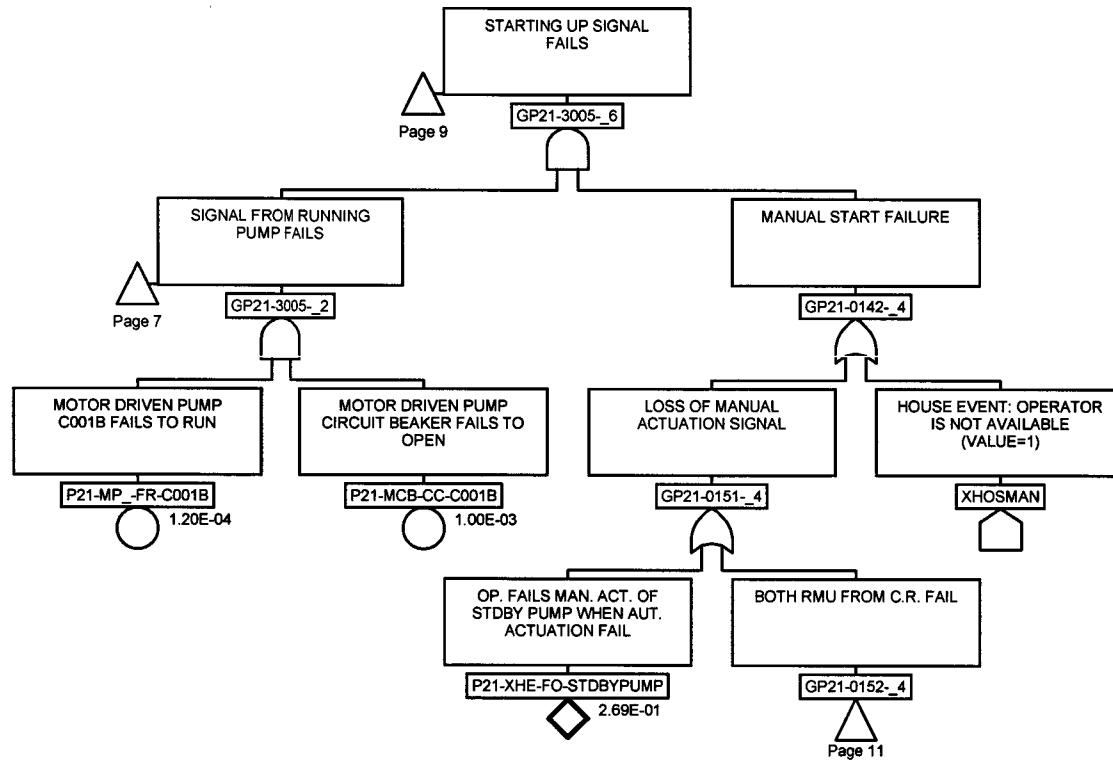 STARTING UP SIGNAL
FAILS
Page 9
GP21-3005-_6
SIGNAL FROM RUNNING
PUMP FAILS
MANUAL START FAILURE
Page 7
GP21-3005-_2
GP21-0142-_4
MOTOR DRIVEN PUMP
C001B FAILS TO RUN
MOTOR DRIVEN PUMP
CIRCUIT BEAKER FAILS TO
OPEN
LOSS OF MANUAL
ACTUATION SIGNAL
HOUSE EVENT: OPERATOR
IS NOT AVAILABLE
(VALUE=1)
P21-MP_-FR-C001B
1.20E-04
P21-MCB-CC-C001B
1.00E-03
GP21-0151-_4
XHOSMAN
OP. FAILS MAN. ACT. OF
STDBY PUMP WHEN AUT.
ACTUATION FAIL
BOTH RMU FROM C.R. FAIL
P21-XHE-FO-STDBYPUMP
2.69E-01
GP21-0152-_4
Page 11